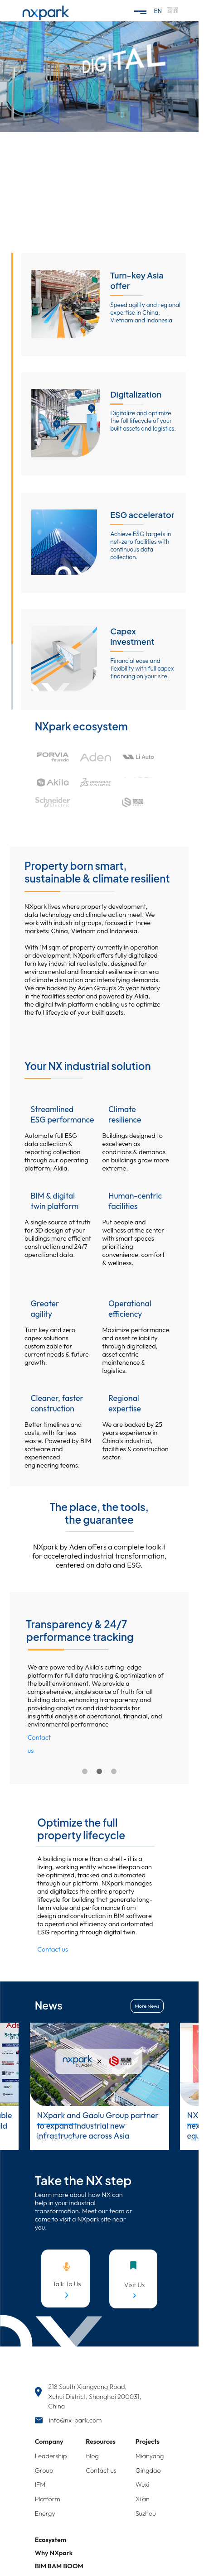 nxpark
EN
DIGITAL
Turn-key Asia
offer
Speed agility and regional
expertise in China,
Vietnam and Indonesia
Digitalization
Digitalize and optimize
the full lifecycle of your
built assets and logistics.
ESG accelerator
Achieve ESG targets in
net-zero facilities with
continuous data
collection.
Capex
investment
Financial ease and
flexibility with full capex
financing on your site.
NXpark ecosystem
FORVIA
faurecia
Aden
Li Auto
Akila
Schneider
Electric
Property born smart,
sustainable & climate resilient
NXpark lives where property development,
data technology and climate action meet. We
work with industrial groups, focused in three
markets: China, Vietnam and Indonesia.
With 1M sqm of property currently in operation
or development, NXpark offers fully digitalized
turn key industrial real estate, designed for
environmental and financial resilience in an era
of climate disruption and intensifying demands.
We are backed by Aden Group's 25 year history
in the facilities sector and powered by Akila,
the digital twin platform enabling us to optimize
the full lifecycle of your built assets.
Your NX industrial solution
Streamlined
ESG performance
Automate full ESG
data collection &
reporting collection
through our operating
platform, Akila.
Climate
resilience
Buildings designed to
excel even as
conditions & demands
on buildings grow more
extreme.
BIM & digital
twin platform
A single source of truth
for 3D design of your
buildings more efficient
construction and 24/7
operational data.
Human-centric
facilities
Put people and
wellness at the center
with smart spaces
prioritizing
convenience, comfort
& wellness.
Greater
agility
Turn key and zero
capex solutions
customizable for
current needs & future
growth.
Operational
efficiency
Maximize performance
and asset reliability
through digitalized,
asset centric
maintenance &
logistics.
Cleaner, faster
construction
Better timelines and
costs, with far less
waste. Powered by BIM
software and
experienced
engineering teams.
Regional
expertise
We are backed by 25
years experience in
China's industrial,
facilities & construction
sector.
The place, the tools,
the guarantee
NXpark by Aden offers a complete toolkit
for accelerated industrial transformation,
centered on data and ESG.
Transparency & 24/7
performance tracking
We are powered by Akila's cutting-edge
platform for full data tracking & optimization of
the built environment. We provide a
comprehensive, single source of truth for all
building data, enhancing transparency and
providing analytics and dashboards for
insightful analysis of operational, financial, and
environmental performance
Contact
us
Optimize the full
property lifecycle
A building is more than a shell – it is a
living, working entity whose lifespan can
be optimized, tracked and automated
through our platform. NXpark manages
and digitalizes the entire property
lifecycle for building that generate long-
term value and performance from
design and construction in BIM software
to operational efficiency and automated
ESG reporting through digital twin.
Contact us
News
More News
nxpark
by Aden
×
NXpark and Gaolu Group partner
to expand industrial new
infrastructure across Asia
Take the NX step
Learn more about how NX can
help in your industrial
transformation. Meet our team or
come to visit a NXpark site near
you.
Talk To Us
Visit Us
218 South Xiangyang Road,
Xuhui District, Shanghai 200031,
China
info@nx-park.com
Company
Leadership
Group
IFM
Platform
Energy
Resources
Blog
Contact us
Projects
Mianyang
Qingdao
Wuxi
Xi'an
Suzhou
Ecosystem
Why NXpark
BIM BAM BOOM